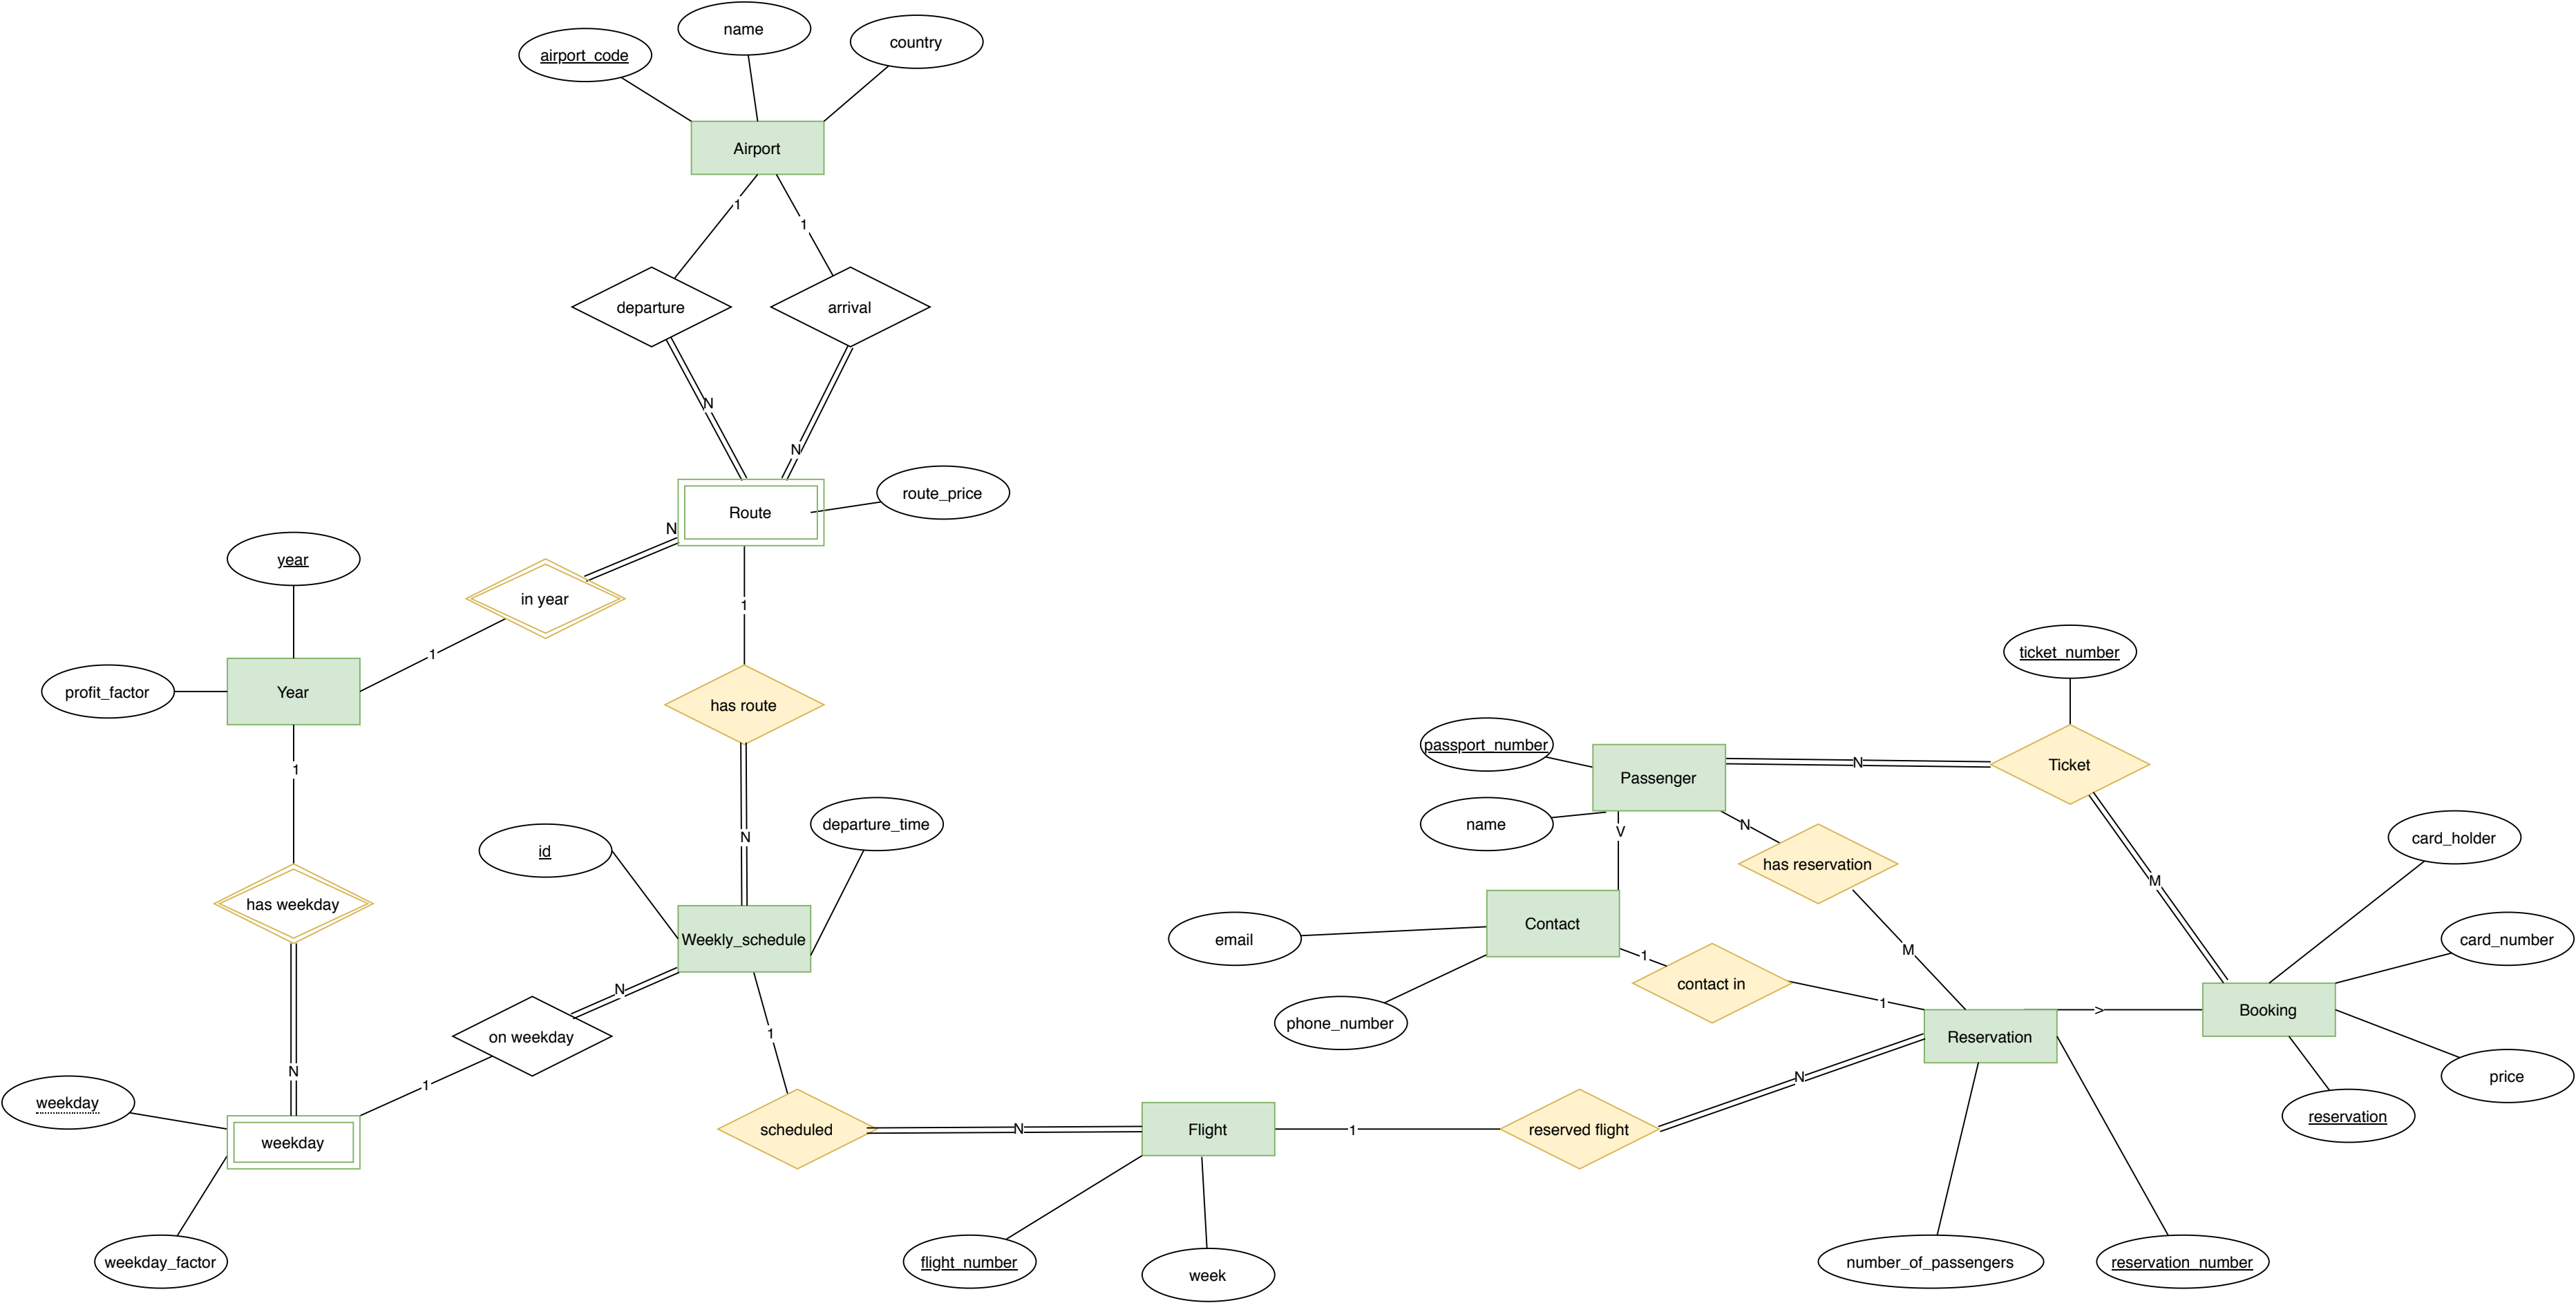 name
country
airport_code
Airport
1
1
departure
arrival
N
N
route_price
Route
N
year
in year
1
ticket_number
1
profit_factor
Year
has route
passport_number
N
Ticket
1
Passenger
departure_time
name
V
N
N
card_holder
id
has reservation
M
has weekday
Contact
email
Weekly_schedule
card_number
M
1
contact in
N
1
Booking
>
phone_number
on weekday
1
Reservation
N
N
price
1
weekday
reservation
scheduled
N
Flight
1
reserved flight
weekday
weekday_factor
flight_number
number_of_passengers
reservation_number
week